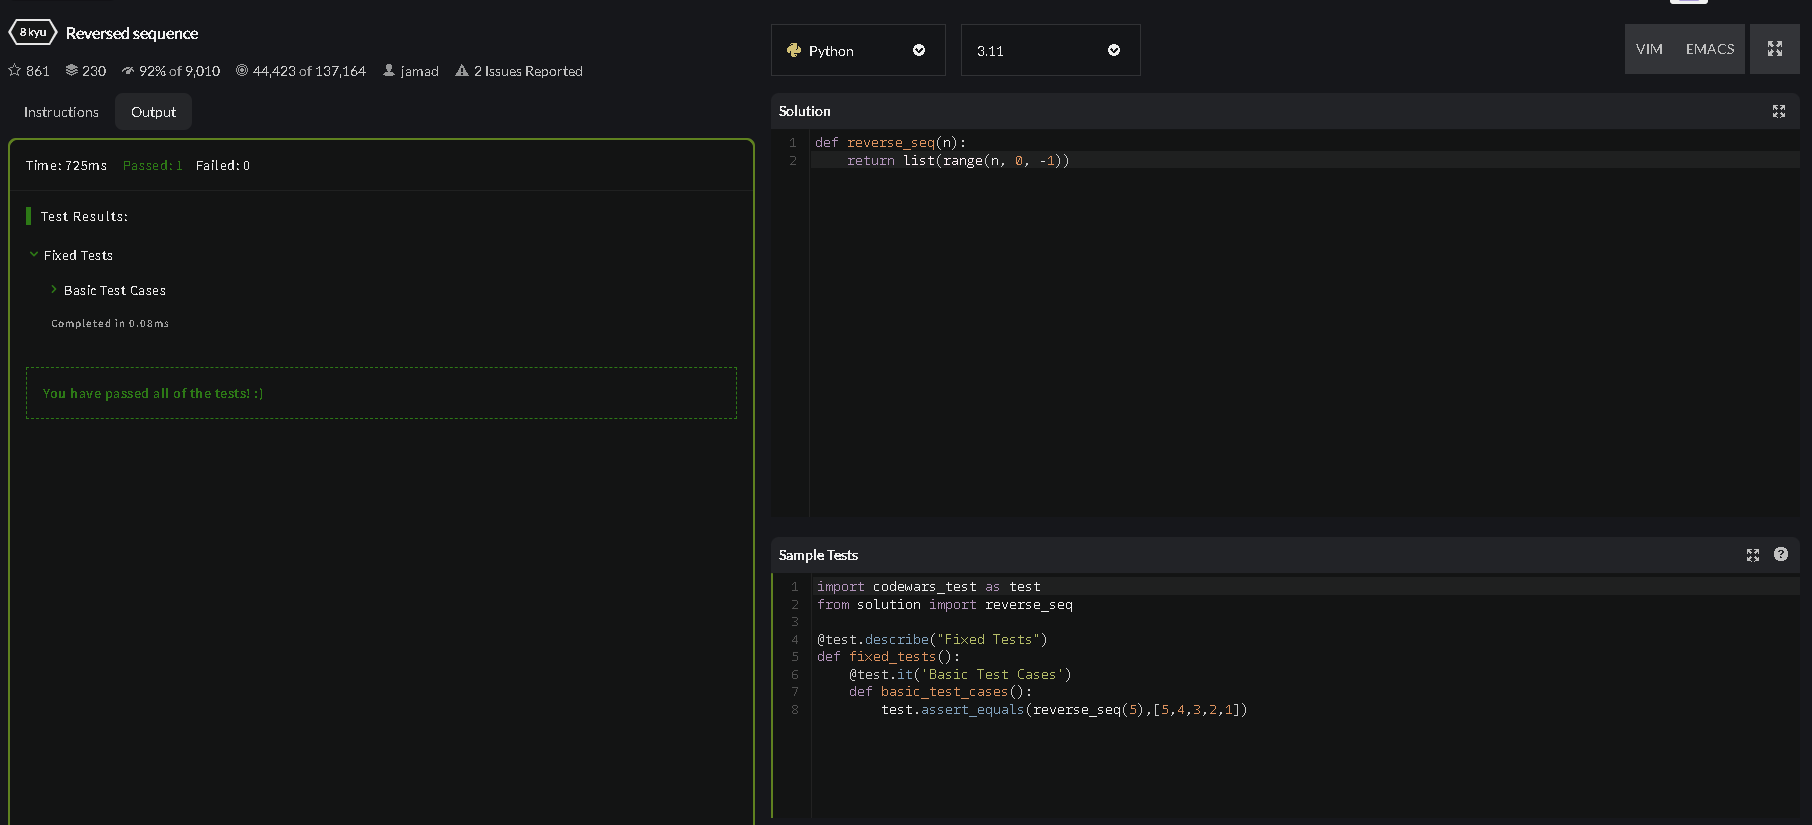 8 kyu Reversed sequence
861 230 92% of 9,010 44,423 of 137,164 jamad 2 Issues Reported
Instructions Output
Time: 725ms Passed: 1 Failed: 0
Test Results:
Fixed Tests
Basic Test Cases
Completed in 0.08ms
You have passed all of the tests! :)
Python 3.11 VIM EMACS
Solution
1 def reverse_seq(n):
2     return list(range(n, 0, -1))
Sample Tests
1 import codewars_test as test
2 from solution import reverse_seq
3
4 @test.describe("Fixed Tests")
5 def fixed_tests():
6     @test.it('Basic Test Cases')
7     def basic_test_cases():
8         test.assert_equals(reverse_seq(5),[5,4,3,2,1])